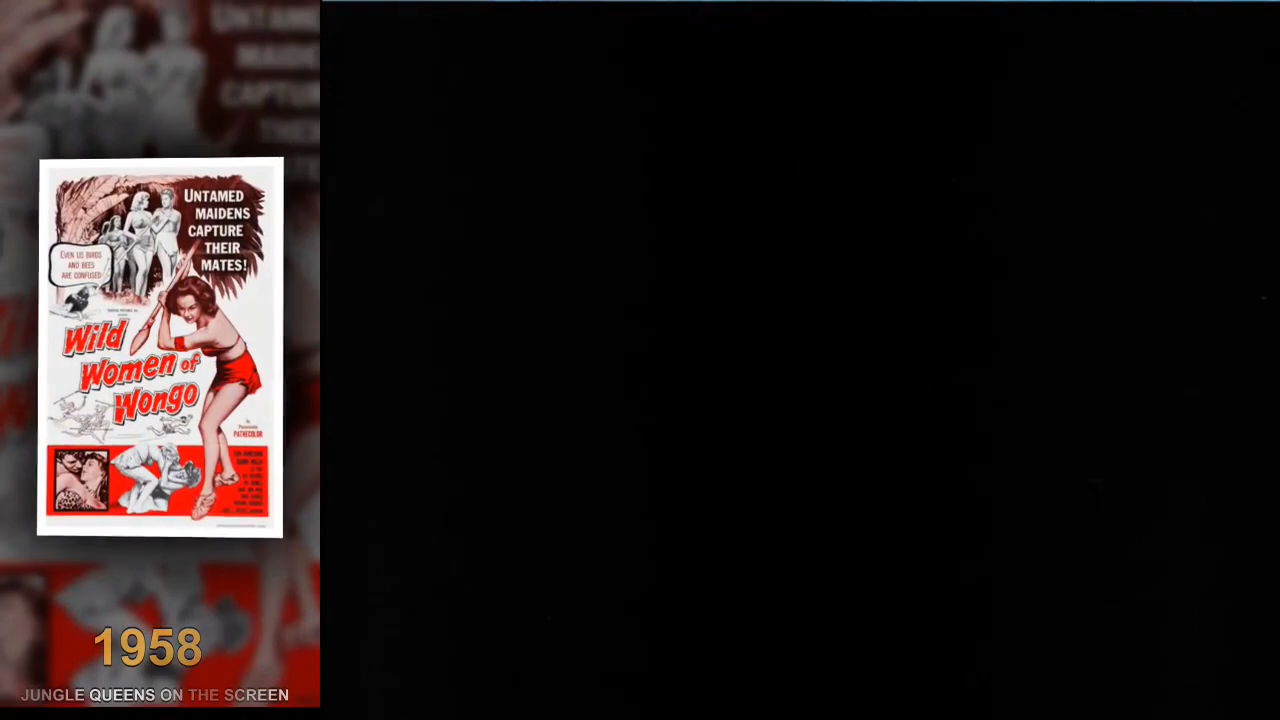 UNTAMED
MAIDENS
CAPTURE
THEIR
MATES!
EVEN US BIRDS
AND BEES
ARE CONFUSED
Wild
Women of
Wongo
PATHECOLOR
1958
JUNGLE QUEENS ON THE SCREEN